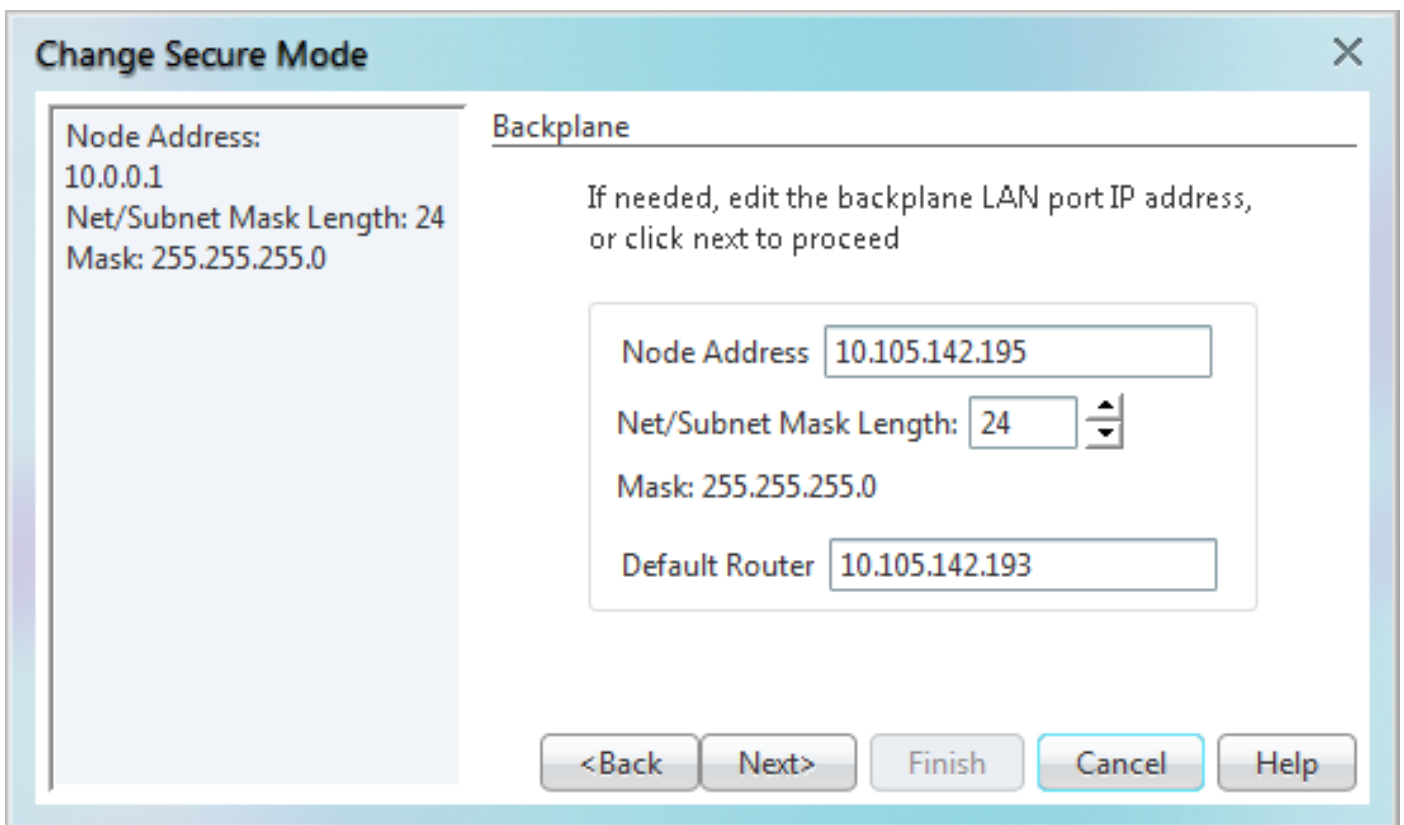 Change Secure Mode
Node Address:
10.0.0.1
Net/Subnet Mask Length: 24
Mask: 255.255.255.0
Backplane
If needed, edit the backplane LAN port IP address,
or click next to proceed
Node Address 10.105.142.195
Net/Subnet Mask Length: 24
Mask: 255.255.255.0
Default Router 10.105.142.193
<Back Next> Finish Cancel Help